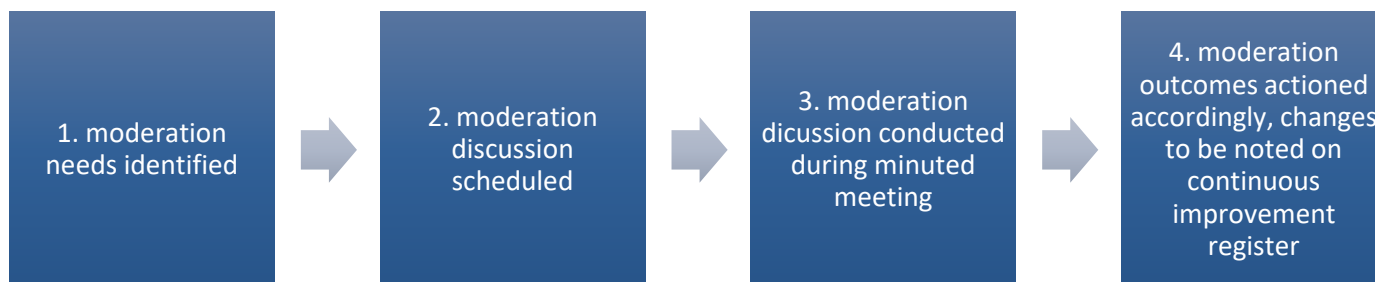 1. moderation
needs identified
2. moderation
discussion
scheduled
3. moderation
dicussion conducted
during minuted
meeting
4. moderation
outcomes actioned
accordingly, changes
to be noted on
continuous
improvement
register